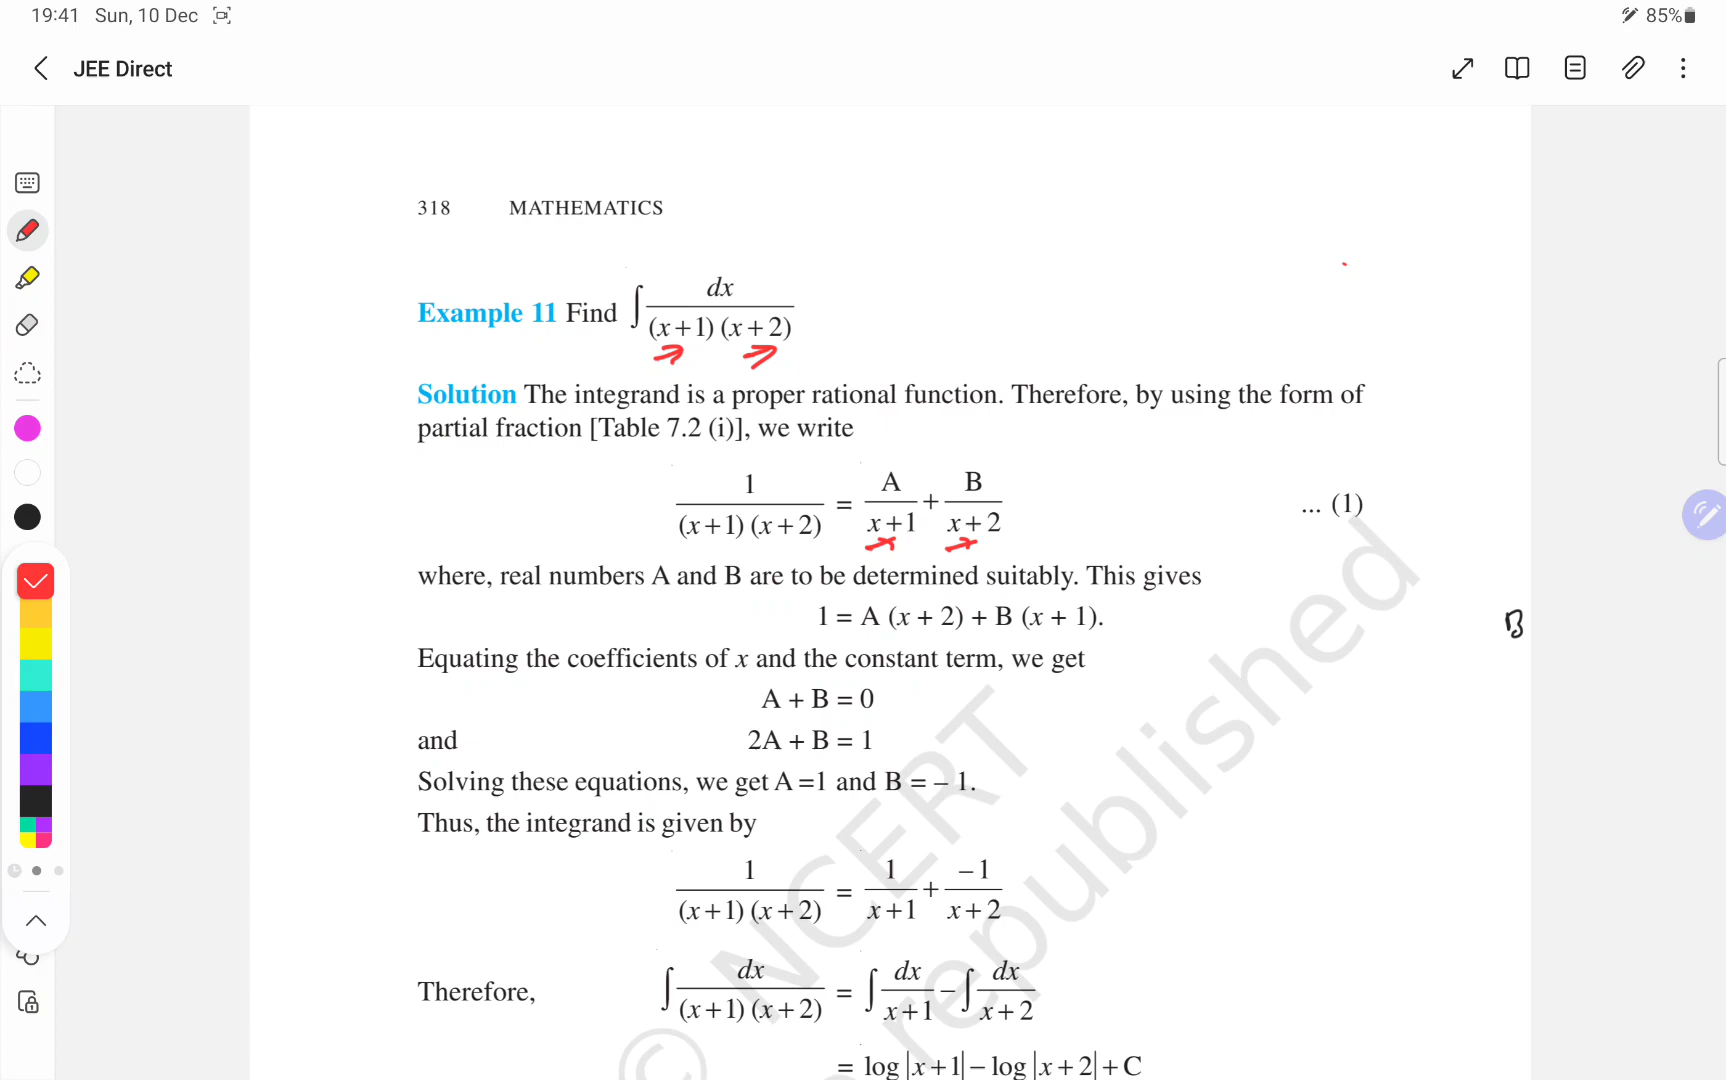 19:41 Sun, 10 Dec
85%
JEE Direct
318 MATHEMATICS
Example 11 Find ∫ dx / (x + 1) (x + 2)
Solution The integrand is a proper rational function. Therefore, by using the form of
partial fraction [Table 7.2 (i)], we write
1 / (x + 1) (x + 2) = A / x + 1 + B / x + 2 ... (1)
where, real numbers A and B are to be determined suitably. This gives
1 = A (x + 2) + B (x + 1).
B
Equating the coefficients of x and the constant term, we get
A + B = 0
and 2A + B = 1
Solving these equations, we get A =1 and B = – 1.
Thus, the integrand is given by
1 / (x + 1) (x + 2) = 1 / x + 1 + – 1 / x + 2
Therefore, ∫ dx / (x + 1) (x + 2) = ∫ dx / x + 1 – ∫ dx / x + 2
= log |x + 1| – log |x + 2| + C
© NCERT
republished